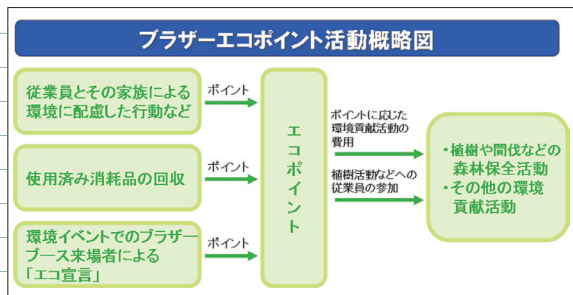 ブラザーエコポイント活動概略図
従業員とその家族による
環境に配慮した行動など
ポイント
使用済み消耗品の回収
ポイント
環境イベントでのブラザー
ブース来場者による
「エコ宣言」
ポイント
エコポイント
ポイントに応じた
環境貢献活動の
費用
植樹活動などへの
従業員の参加
・植樹や間伐などの
森林保全活動
・その他の環境
貢献活動